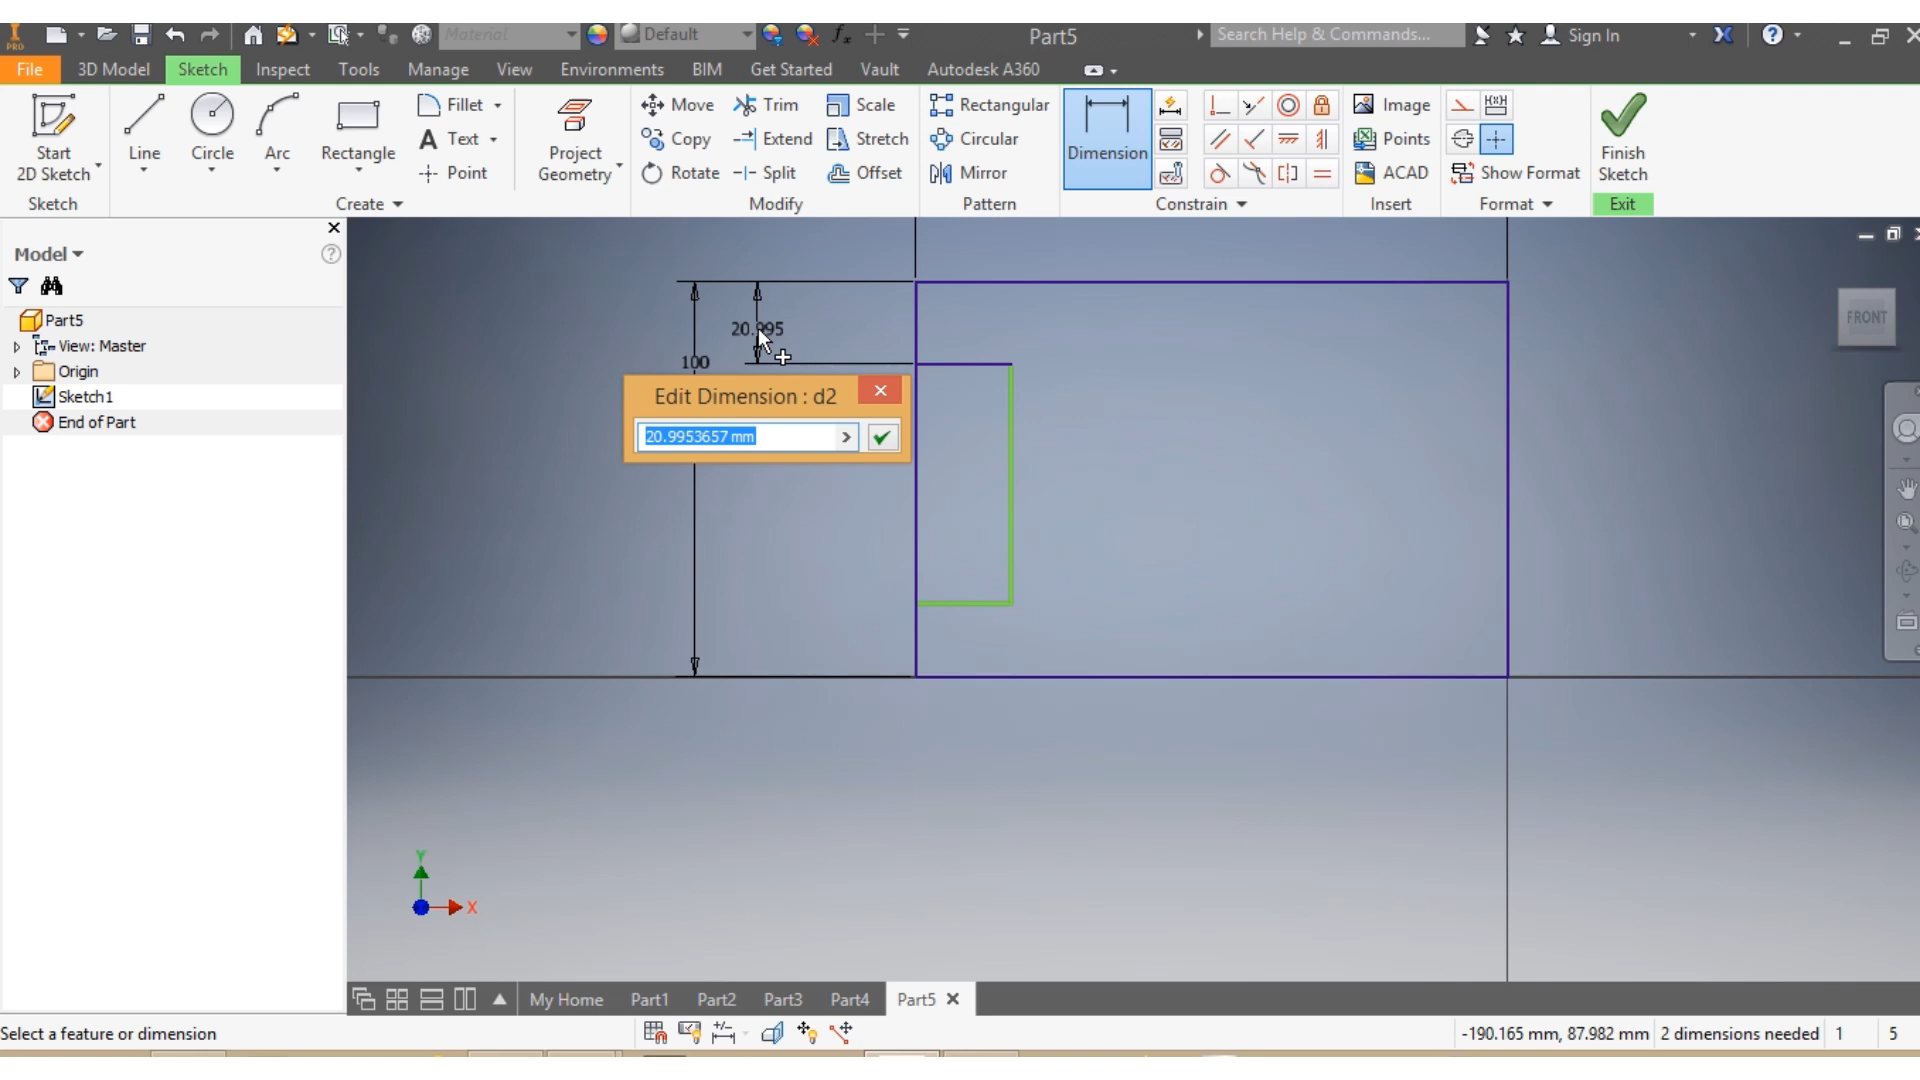 PRO Material Default Part5 Search Help & Commands... Sign In
File 3D Model Sketch Inspect Tools Manage View Environments BIM Get Started Vault Autodesk A360
Start 2D Sketch
Line
Circle
Arc
Rectangle
Fillet
Text
Point
Project Geometry
Move Trim Scale
Copy Extend Stretch
Rotate Split Offset
Rectangular
Circular
Mirror
Dimension
Image
Points
ACAD
Show Format
Finish Sketch
Sketch Create Modify Pattern Constrain Insert Format Exit
Model
Part5
View: Master
Origin
Sketch1
End of Part
20.995
100
Edit Dimension : d2
20.9953657 mm
FRONT
Y
X
My Home Part1 Part2 Part3 Part4 Part5
Select a feature or dimension
-190.165 mm, 87.982 mm 2 dimensions needed 1 5